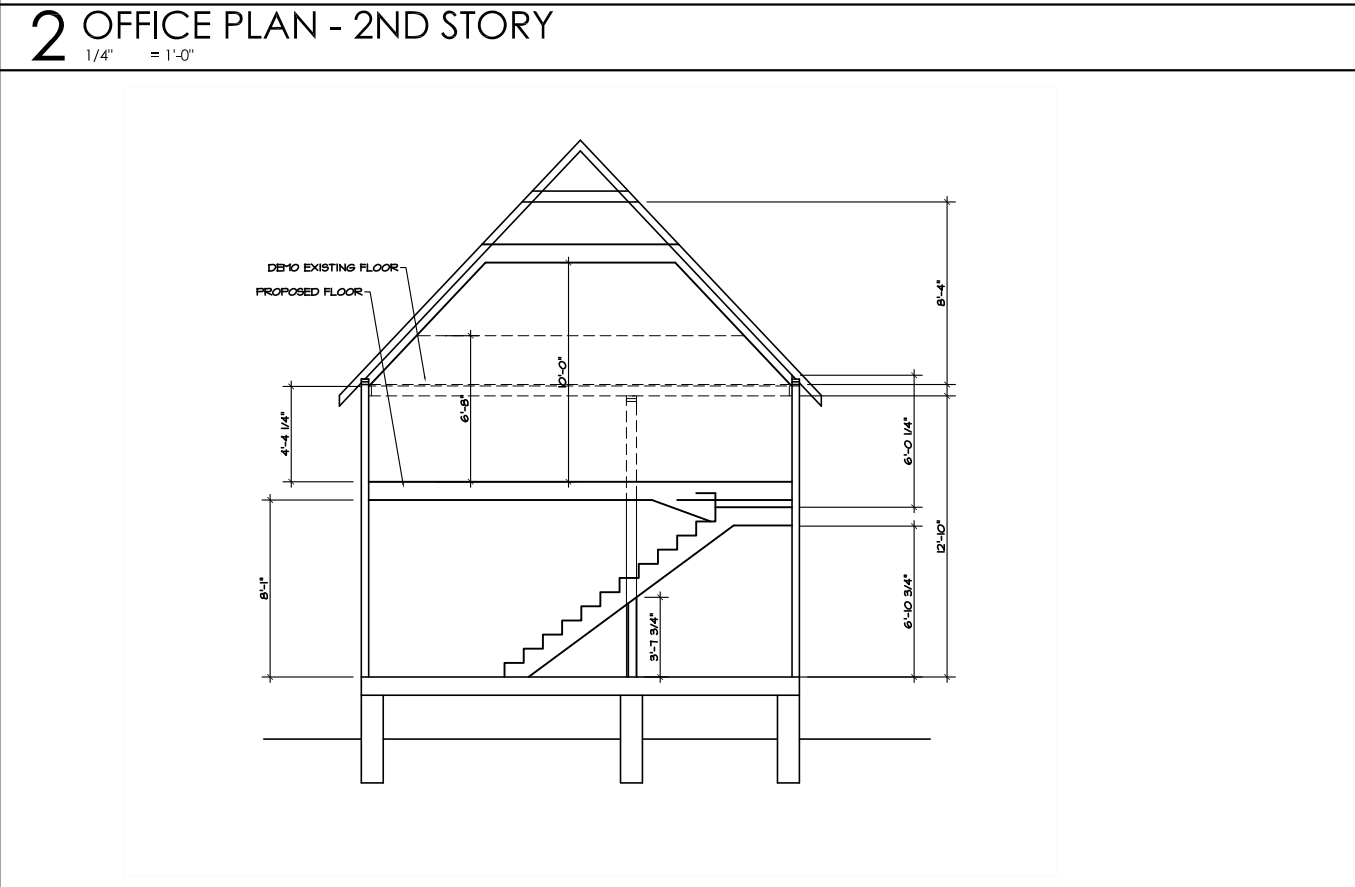 2 OFFICE PLAN - 2ND STORY
1/4" = 1'-0"
DEMO EXISTING FLOOR
PROPOSED FLOOR
8'-4"
10'-0"
6'-8"
4'-4 1/4"
6'-0 1/4"
12'-10"
8'-1"
6'-10 3/4"
3'-7 3/4"